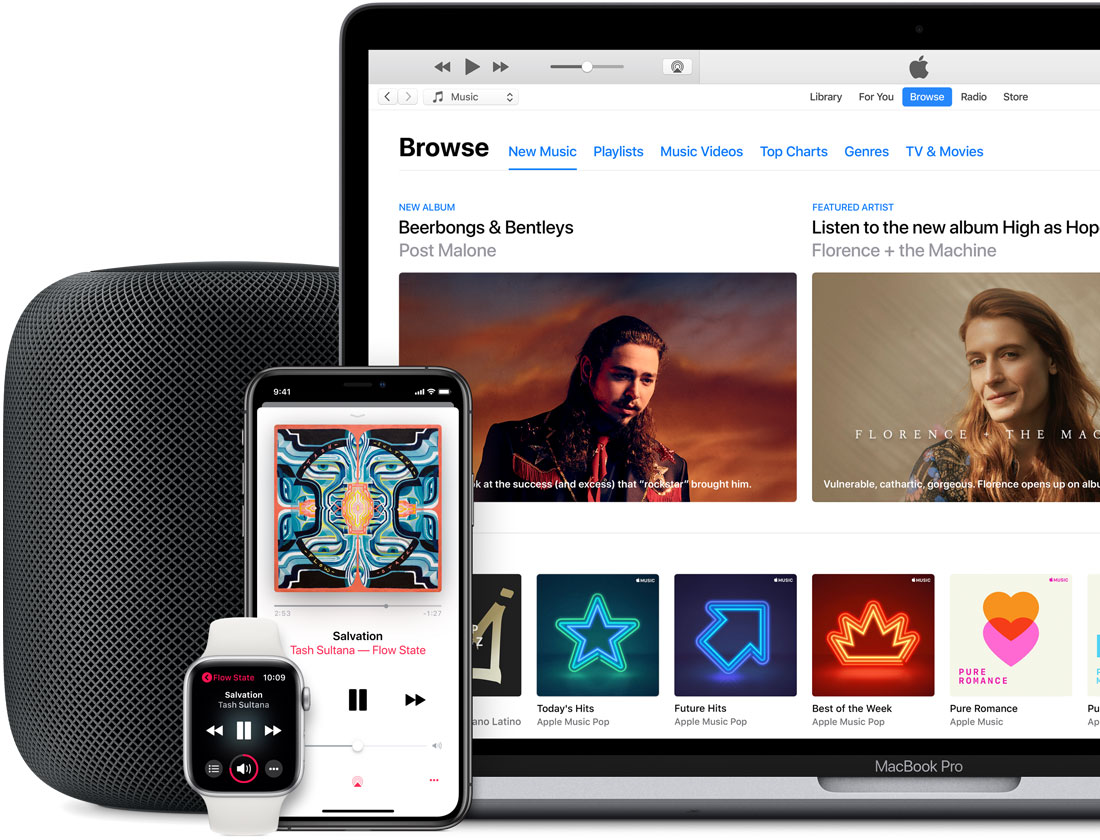 Music
Library
For You
Browse
Radio
Store
Browse
New Music
Playlists
Music Videos
Top Charts
Genres
TV & Movies
NEW ALBUM
Beerbongs & Bentleys
Post Malone
FEATURED ARTIST
Listen to the new album High as Hop
Florence + the Machine
k at the success (and excess) that “rockstar” brought him.
FLORENCE + THE MAC
Vulnerable, cathartic, gorgeous. Florence opens up on albu
MUSIC
MUSIC
MUSIC
MUSIC
PURE
ROMANCE
ano Latino
Today's Hits
Apple Music Pop
Future Hits
Apple Music Pop
Best of the Week
Apple Music Pop
Pure Romance
Apple Music
Pu
Ap
MacBook Pro
9:41
FLOW
STATE
2:53
-1:27
Salvation
Tash Sultana — Flow State
Flow State
10:09
Salvation
Tash Sultana